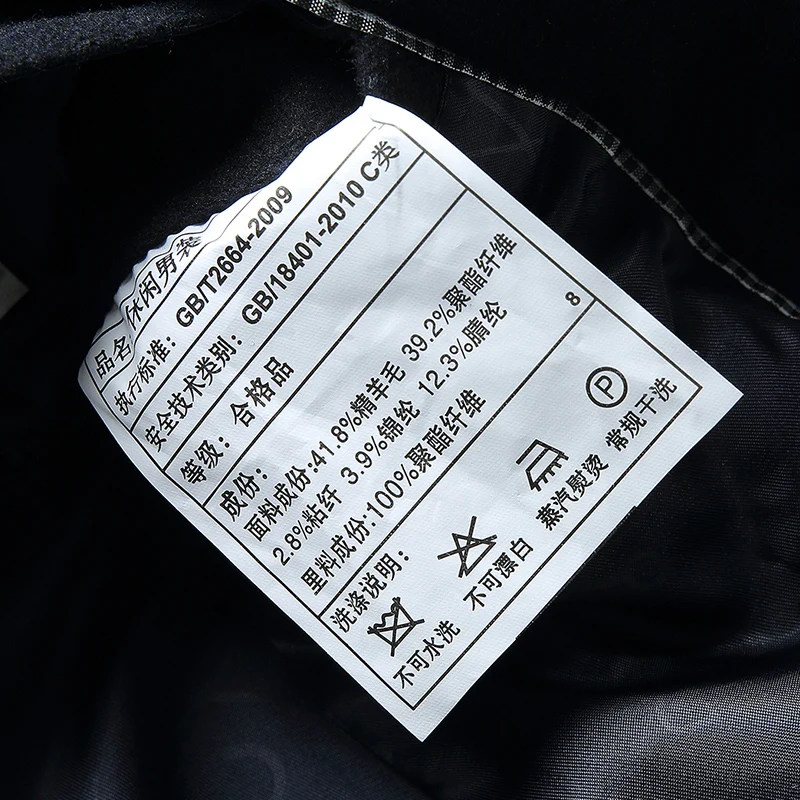 品名 休闲男装
执行标准： GB/T2664-2009
安全技术类别： GB/18401-2010 C类
等级： 合格品
成份：
面料成份:41.8%精羊毛 39.2%聚酯纤维
2.8%粘纤 3.9%锦纶 12.3%腈纶
里料成份:100%聚酯纤维
8
洗涤说明：
P
不可水洗 不可漂白 蒸汽熨烫 常规干洗